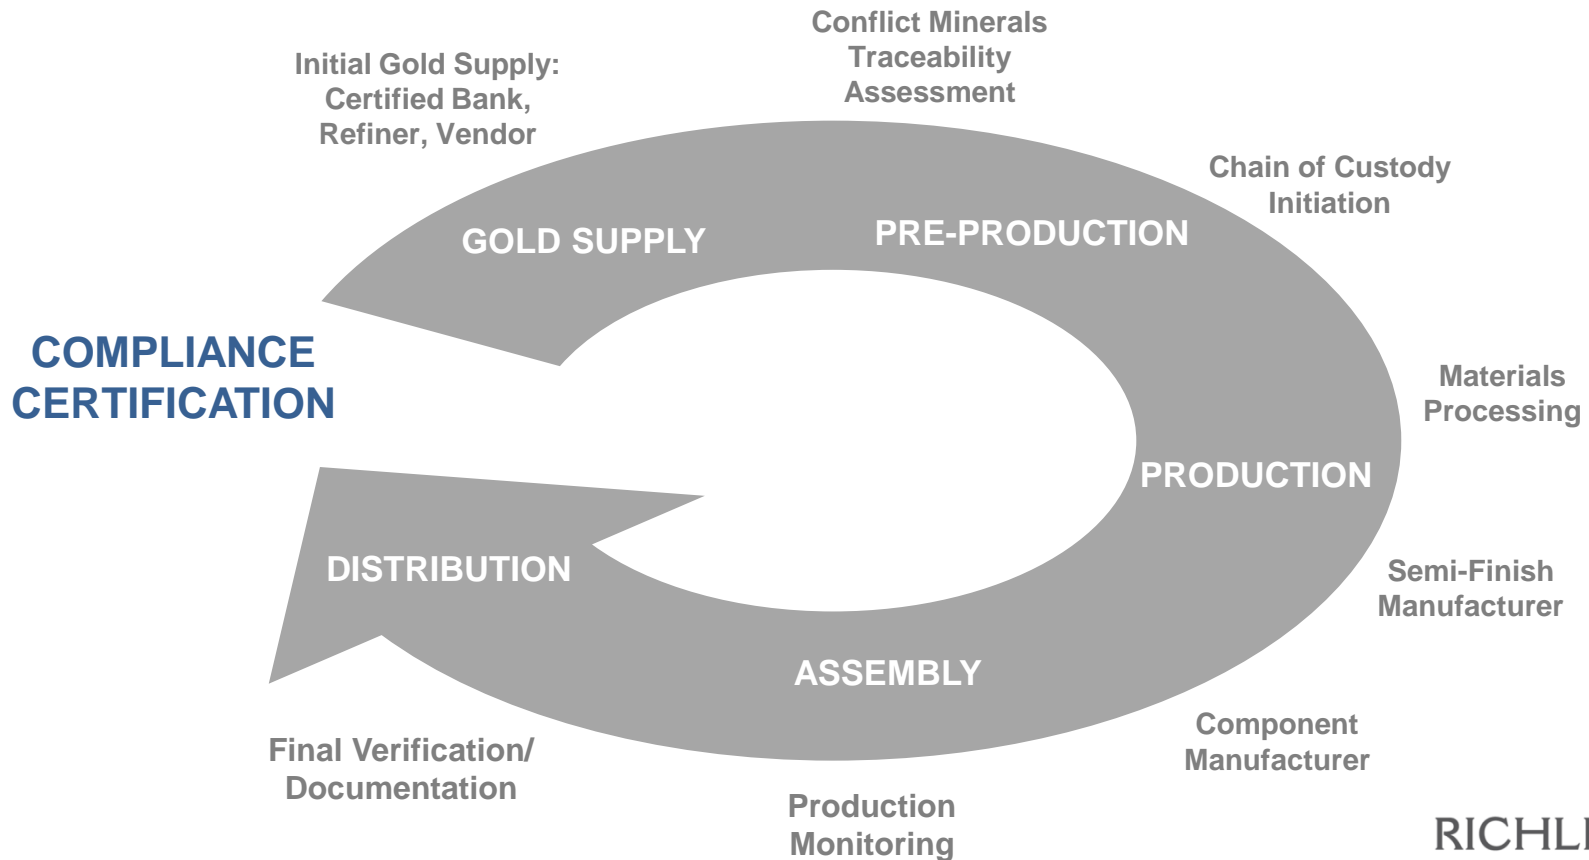 Conflict Minerals
Traceability
Assessment
Initial Gold Supply:
Certified Bank,
Refiner, Vendor
Chain of Custody
Initiation
GOLD SUPPLY
PRE-PRODUCTION
COMPLIANCE
CERTIFICATION
Materials
Processing
PRODUCTION
DISTRIBUTION
Semi-Finish
Manufacturer
ASSEMBLY
Component
Manufacturer
Final Verification/
Documentation
Production
Monitoring